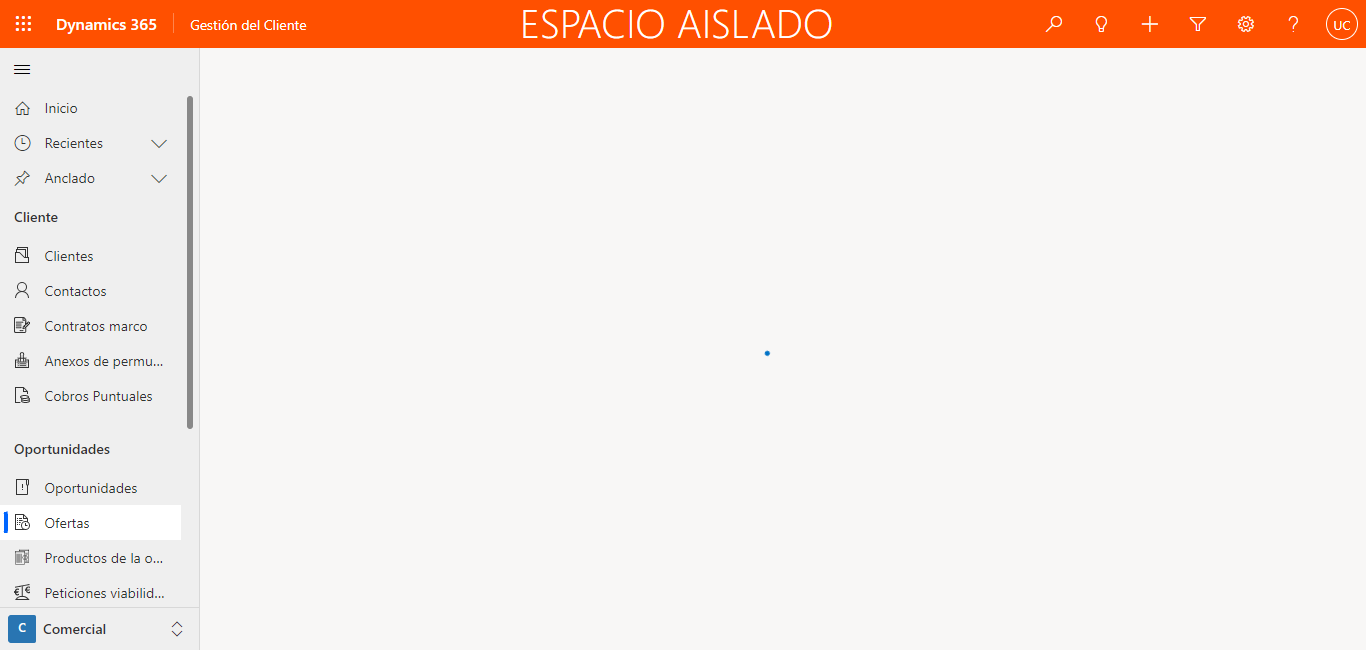 Dynamics 365
Gestión del Cliente
ESPACIO AISLADO
?
UC
Inicio
Recientes
Anclado
Cliente
Clientes
Contactos
Contratos marco
Anexos de permu...
Cobros Puntuales
Oportunidades
Oportunidades
Ofertas
Productos de la o...
Peticiones viabilid...
C
Comercial